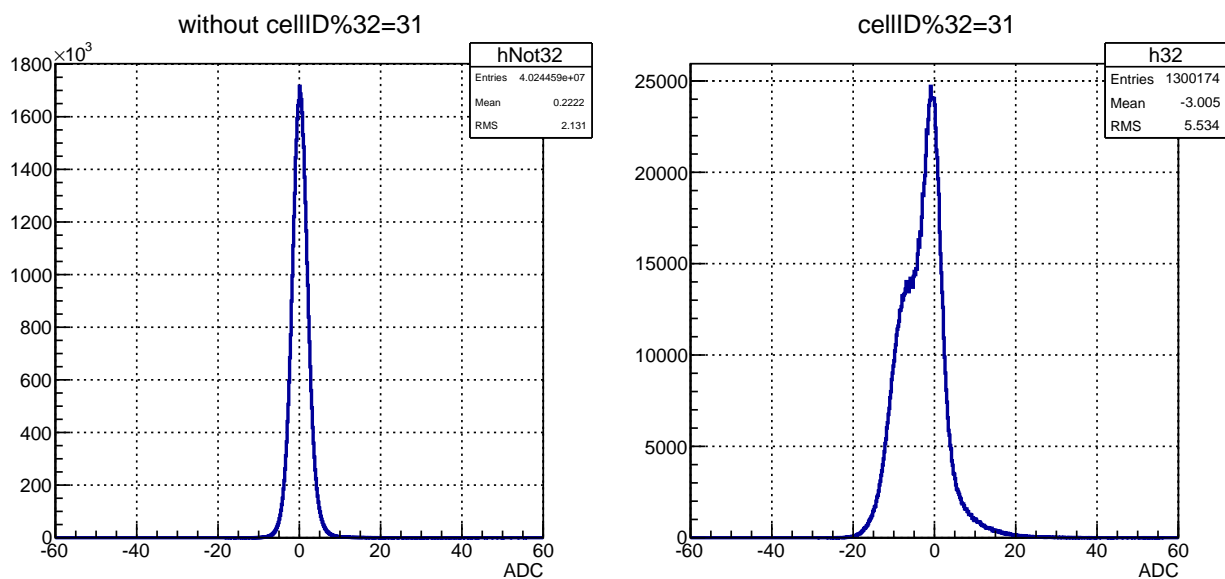 without cellID%32=31
×10³
hNot32
Entries 4.024459e+07
Mean 0.2222
RMS 2.131
1800
1600
1400
1200
1000
800
600
400
200
0
-60 -40 -20 0 20 40 60
ADC
cellID%32=31
h32
Entries 1300174
Mean -3.005
RMS 5.534
25000
20000
15000
10000
5000
0
-60 -40 -20 0 20 40 60
ADC